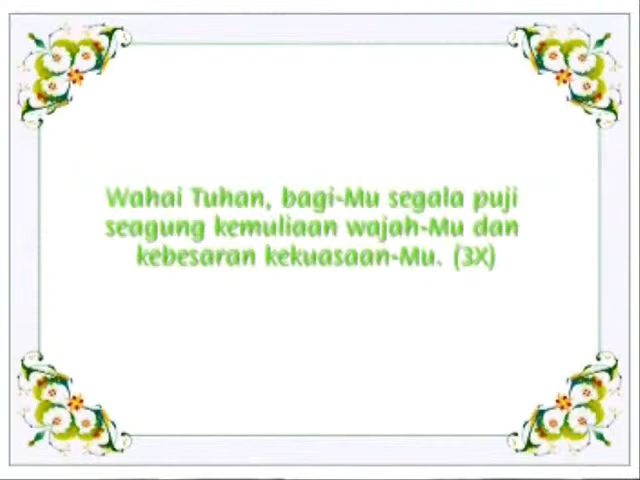 Wahai Tuhan, bagi-Mu segala puji
seagung kemuliaan wajah-Mu dan
kebesaran kekuasaan-Mu. (3X)